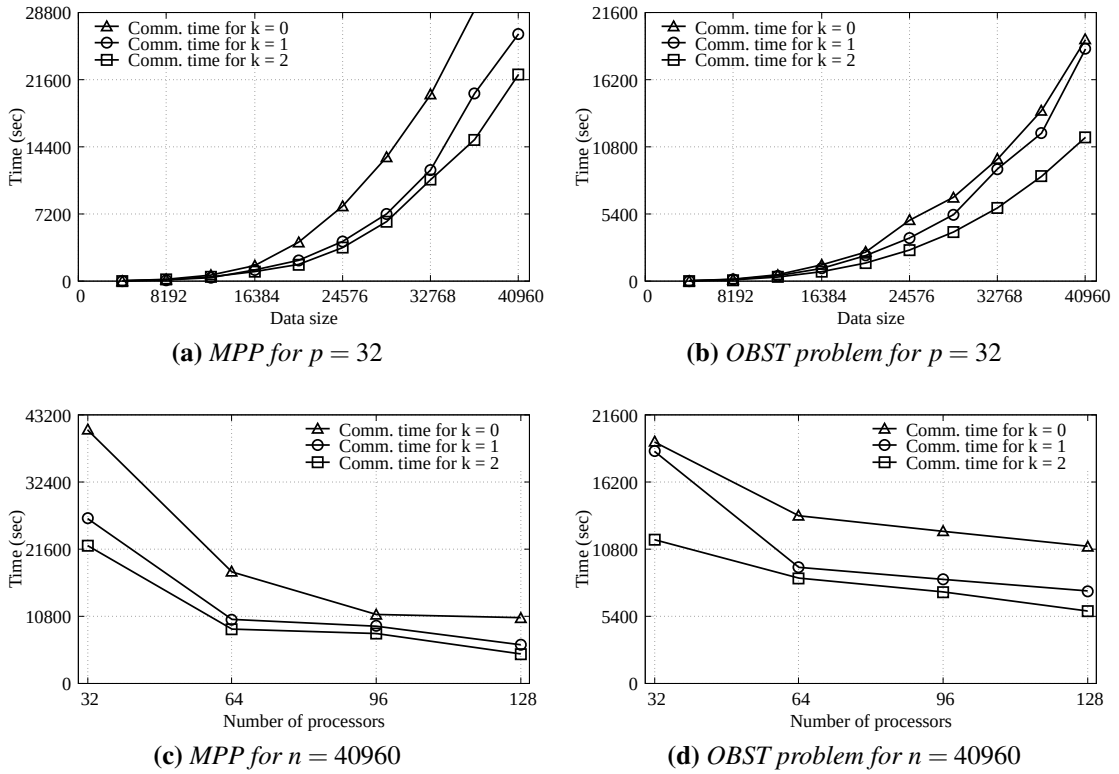 28800
21600
14400
7200
0
Time (sec)
Comm. time for k = 0
Comm. time for k = 1
Comm. time for k = 2
0 8192 16384 24576 32768 40960
Data size
(a) MPP for p = 32
21600
16200
10800
5400
0
Time (sec)
Comm. time for k = 0
Comm. time for k = 1
Comm. time for k = 2
0 8192 16384 24576 32768 40960
Data size
(b) OBST problem for p = 32
43200
32400
21600
10800
0
Time (sec)
Comm. time for k = 0
Comm. time for k = 1
Comm. time for k = 2
32 64 96 128
Number of processors
(c) MPP for n = 40960
21600
16200
10800
5400
0
Time (sec)
Comm. time for k = 0
Comm. time for k = 1
Comm. time for k = 2
32 64 96 128
Number of processors
(d) OBST problem for n = 40960